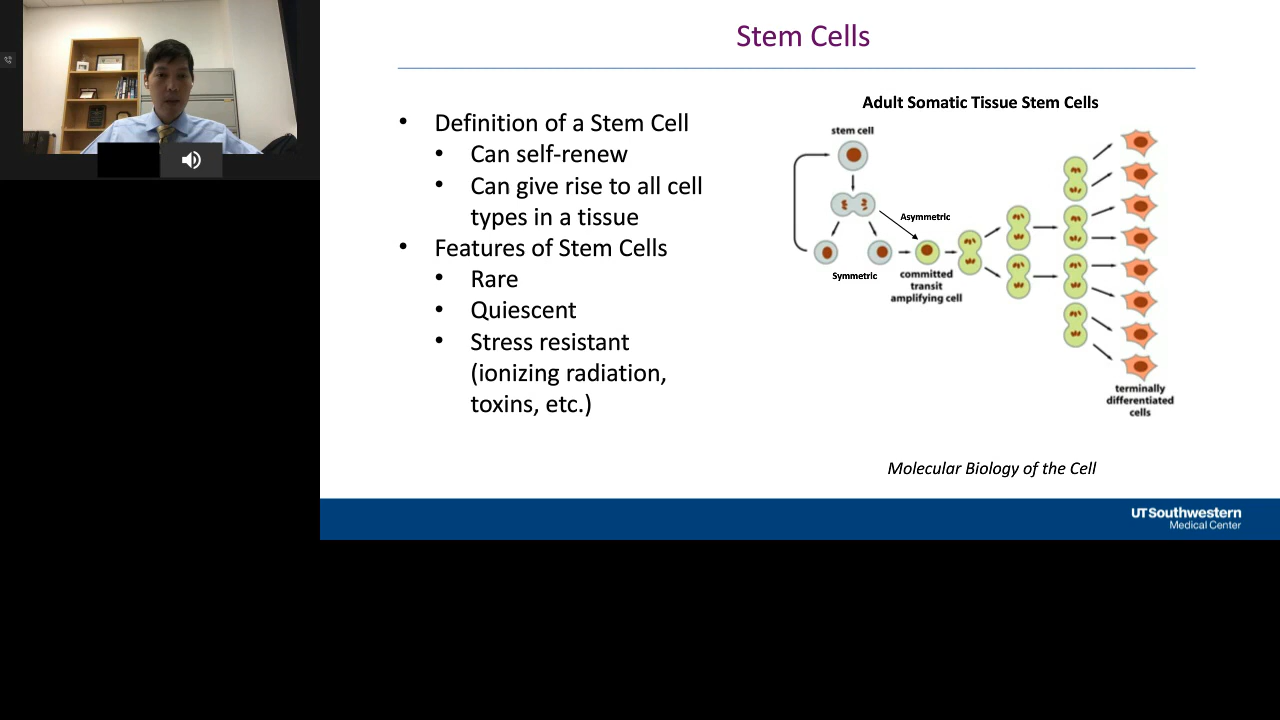 Stem Cells
• Definition of a Stem Cell
• Can self-renew
• Can give rise to all cell
types in a tissue
• Features of Stem Cells
• Rare
• Quiescent
• Stress resistant
(ionizing radiation,
toxins, etc.)
Adult Somatic Tissue Stem Cells
stem cell
Asymmetric
Symmetric
committed
transit
amplifying cell
terminally
differentiated
cells
Molecular Biology of the Cell
UTSouthwestern
Medical Center